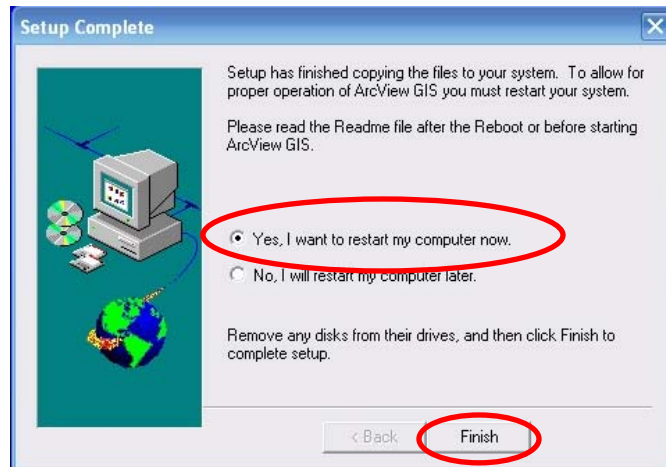 Setup Complete
Setup has finished copying the files to your system. To allow for
proper operation of ArcView GIS you must restart your system.
Please read the Readme file after the Reboot or before starting
ArcView GIS.
Yes, I want to restart my computer now.
No, I will restart my computer later.
Remove any disks from their drives, and then click Finish to
complete setup.
< Back
Finish